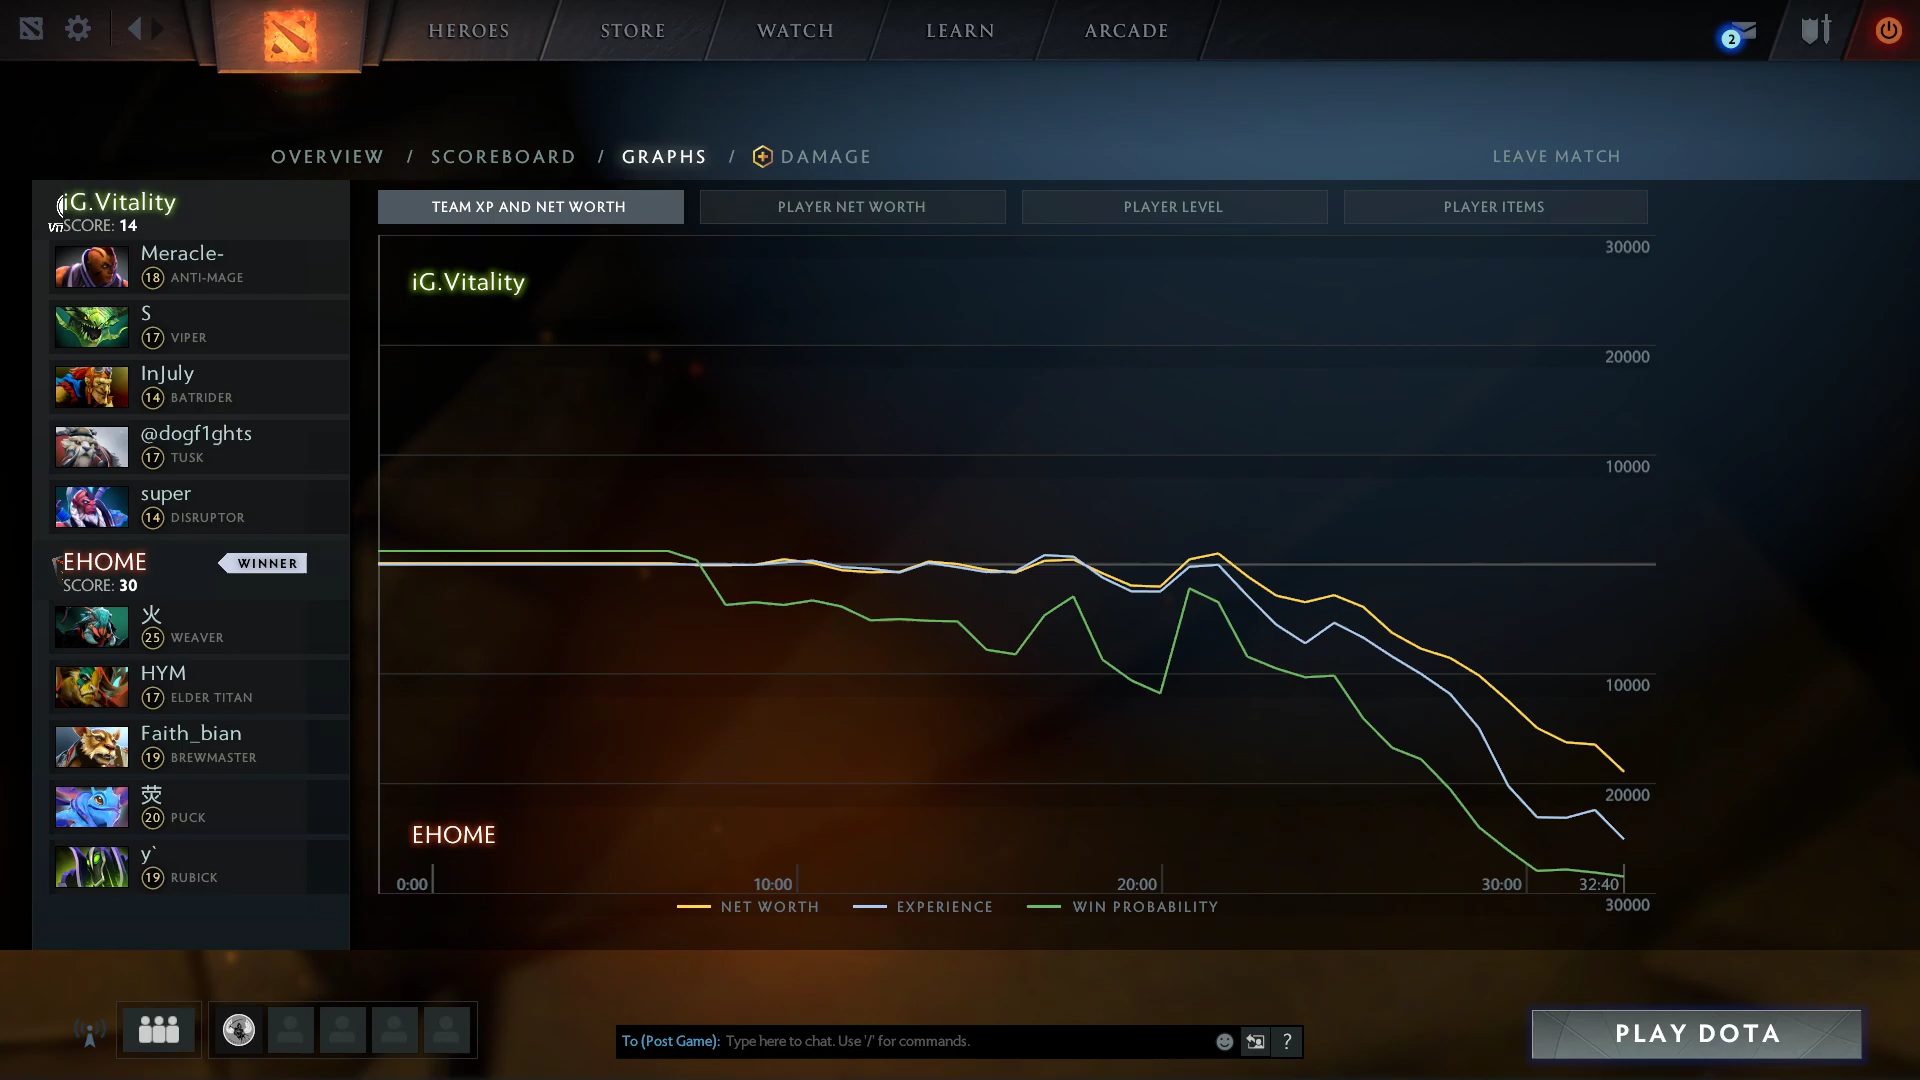 HEROES
STORE
WATCH
LEARN
ARCADE
2
OVERVIEW / SCOREBOARD / GRAPHS / DAMAGE
LEAVE MATCH
iG.Vitality
SCORE: 14
Meracle-
18 ANTI-MAGE
S
17 VIPER
InJuly
14 BATRIDER
@dogf1ghts
17 TUSK
super
14 DISRUPTOR
EHOME
WINNER
SCORE: 30
火
25 WEAVER
HYM
17 ELDER TITAN
Faith_bian
19 BREWMASTER
荧
20 PUCK
y`
19 RUBICK
TEAM XP AND NET WORTH
PLAYER NET WORTH
PLAYER LEVEL
PLAYER ITEMS
30000
iG.Vitality
20000
10000
10000
20000
EHOME
0:00
10:00
20:00
30:00
32:40
30000
NET WORTH
EXPERIENCE
WIN PROBABILITY
To (Post Game): Type here to chat. Use '/' for commands.
?
PLAY DOTA